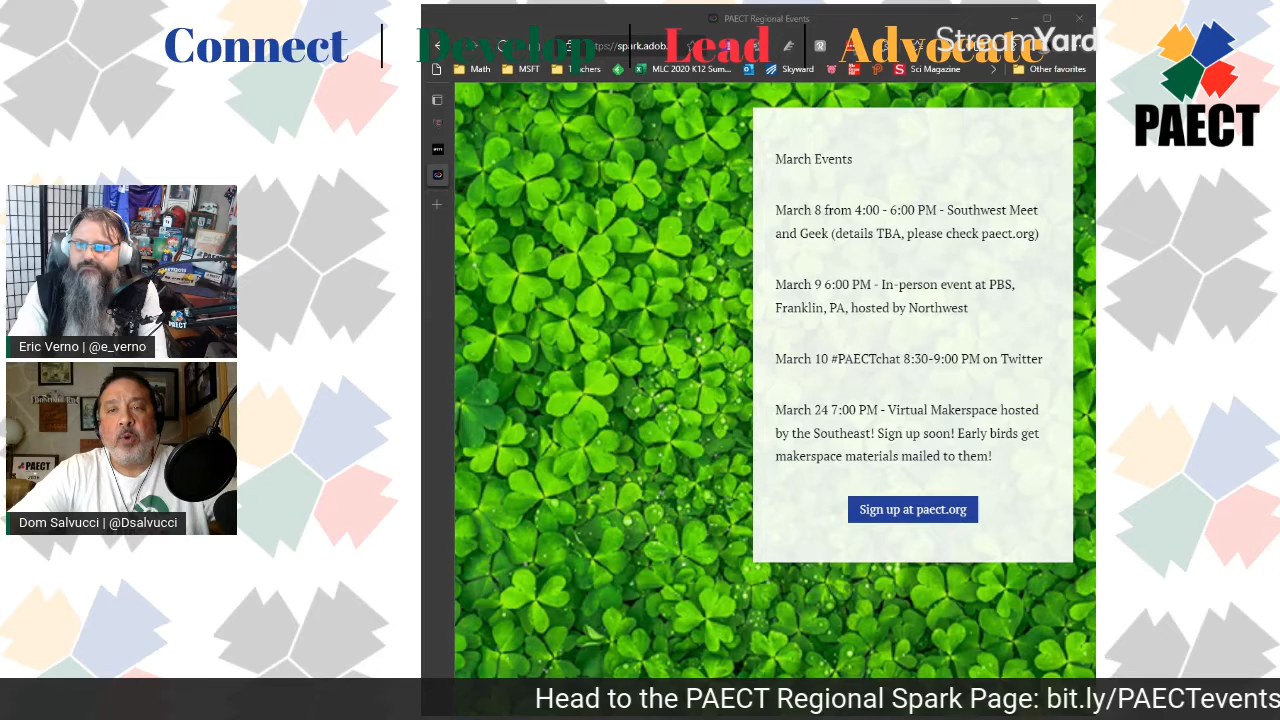 Connect
Develop
Lead
Advocate
StreamYard
PAECT Regional Events
spark.adob
Math
MSFT
MLC 2020 K12 Sum...
Skyward
Sci Magazine
Other favorites
PAECT
March Events
March 8 from 4:00 - 6:00 PM - Southwest Meet
and Geek (details TBA, please check paect.org)
March 9 6:00 PM - In-person event at PBS,
Franklin, PA, hosted by Northwest
March 10 #PAECTchat 8:30-9:00 PM on Twitter
March 24 7:00 PM - Virtual Makerspace hosted
by the Southeast! Sign up soon! Early birds get
makerspace materials mailed to them!
Sign up at paect.org
PAECT
Eric Verno | @e_verno
PAECT
Dom Salvucci | @Dsalvucci
Head to the PAECT Regional Spark Page: bit.ly/PAECTevents